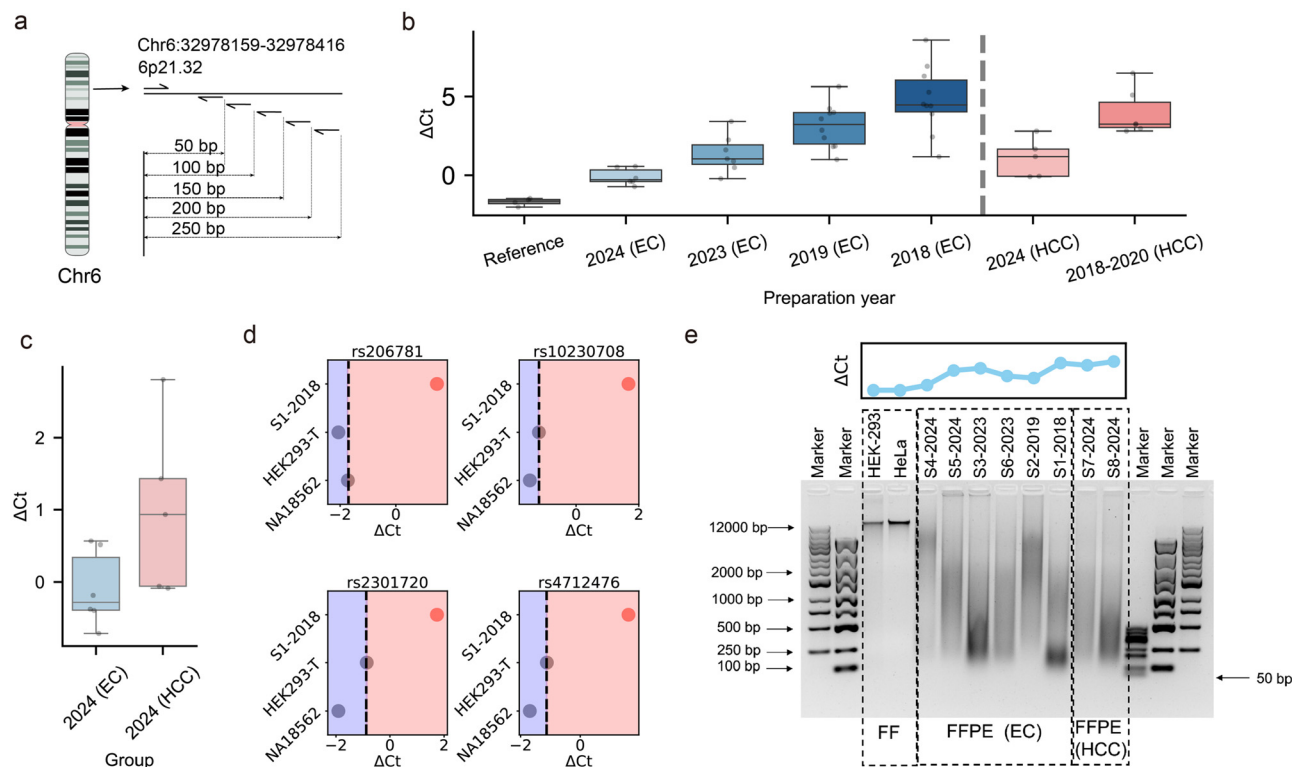 a
Chr6:32978159-32978416
6p21.32
50 bp
100 bp
150 bp
200 bp
250 bp
Chr6
b
ΔCt
5
0
Reference
2024 (EC)
2023 (EC)
2019 (EC)
2018 (EC)
2024 (HCC)
2018-2020 (HCC)
Preparation year
c
ΔCt
2
1
0
2024 (EC)
2024 (HCC)
Group
d
rs206781
S1-2018
HEK293-T
NA18562
−2
0
ΔCt
rs10230708
S1-2018
HEK293-T
NA18562
0
2
ΔCt
rs2301720
S1-2018
HEK293-T
NA18562
−2
0
2
ΔCt
rs4712476
S1-2018
HEK293-T
NA18562
−2
0
2
ΔCt
e
ΔCt
Marker
Marker
HEK-293
HeLa
S4-2024
S5-2024
S3-2023
S6-2023
S2-2019
S1-2018
S7-2024
S8-2024
Marker
Marker
Marker
12000 bp
2000 bp
1000 bp
500 bp
250 bp
100 bp
50 bp
FF
FFPE (EC)
FFPE
(HCC)